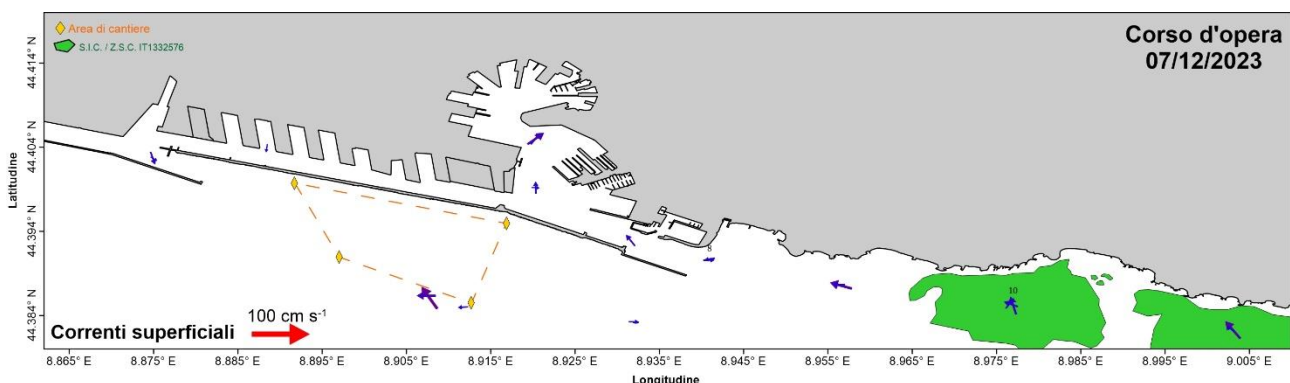 Area di cantiere
S.I.C. / Z.S.C. IT1332576
Corso d'opera
07/12/2023
44.414° N
44.404° N
44.394° N
44.384° N
Latitudine
8
10
Correnti superficiali
100 cm s⁻¹
8.865° E 8.875° E 8.885° E 8.895° E 8.905° E 8.915° E 8.925° E 8.935° E 8.945° E 8.955° E 8.965° E 8.975° E 8.985° E 8.995° E 9.005° E
Longitudine